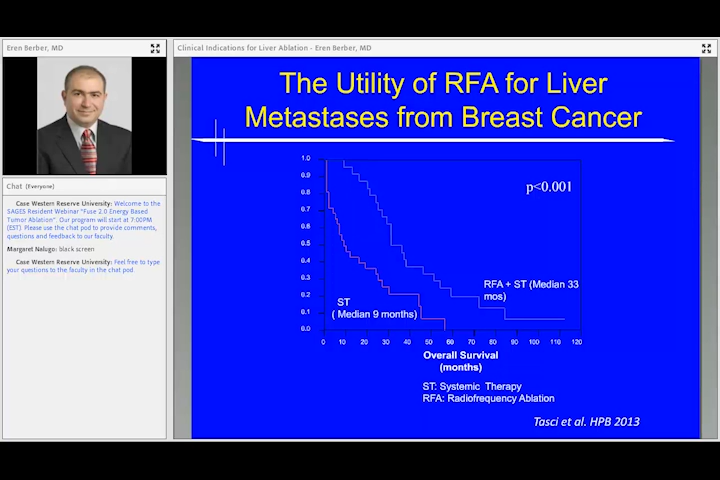 Eren Berber, MD
Clinical Indications for Liver Ablation - Eren Berber, MD
Chat (Everyone)
Case Western Reserve University: Welcome to the
SAGES Resident Webinar "Fuse 2.0 Energy Based
Tumor Ablation". Our program will start at 7:00PM
(EST). Please use the chat pod to provide comments,
questions and feedback to our faculty.
Margaret Nalugo: black screen
Case Western Reserve University: Feel free to type
your questions to the faculty in the chat pod.
The Utility of RFA for Liver
Metastases from Breast Cancer
p<0.001
1.0
0.9
0.8
0.7
0.6
0.5
0.4
0.3
0.2
0.1
0.0
RFA + ST (Median 33
mos)
ST
( Median 9 months)
0 10 20 30 40 50 60 70 80 90 100 110 120
Overall Survival
(months)
ST: Systemic Therapy
RFA: Radiofrequency Ablation
Tasci et al. HPB 2013